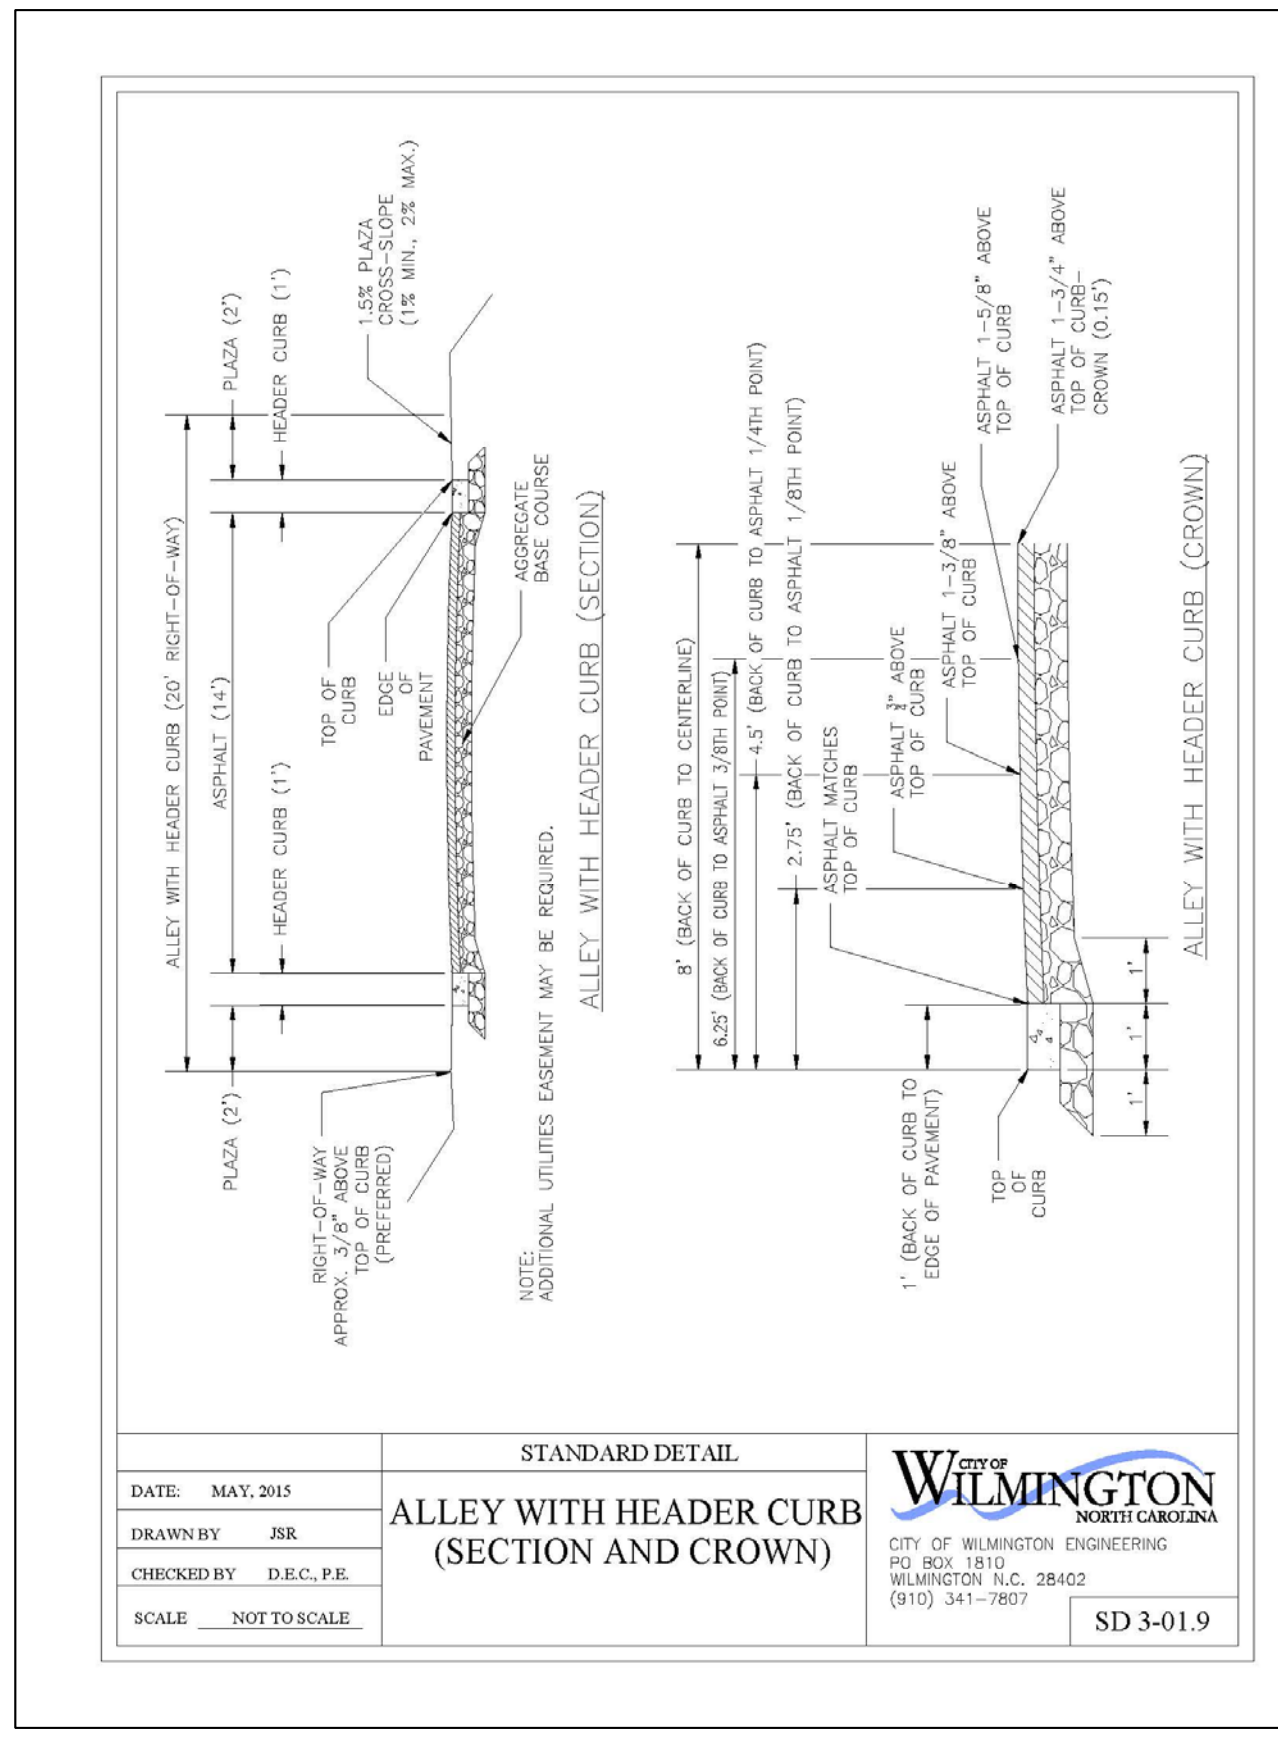 ALLEY WITH HEADER CURB (20' RIGHT-OF-WAY)
PLAZA (2')
ASPHALT (14')
PLAZA (2')
HEADER CURB (1')
HEADER CURB (1')
RIGHT-OF-WAY
APPROX. 3/8" ABOVE
TOP OF CURB
(PREFERRED)
TOP OF
CURB
EDGE
OF
PAVEMENT
1.5% PLAZA
CROSS-SLOPE
(1% MIN., 2% MAX.)
AGGREGATE
BASE COURSE
NOTE:
ADDITIONAL UTILITIES EASEMENT MAY BE REQUIRED.
ALLEY WITH HEADER CURB (SECTION)
8' (BACK OF CURB TO CENTERLINE)
6.25' (BACK OF CURB TO ASPHALT 3/8TH POINT)
4.5' (BACK OF CURB TO ASPHALT 1/4TH POINT)
2.75' (BACK OF CURB TO ASPHALT 1/8TH POINT)
ASPHALT MATCHES
TOP OF CURB
ASPHALT 3/4" ABOVE
TOP OF CURB
ASPHALT 1-3/8" ABOVE
TOP OF CURB
ASPHALT 1-5/8" ABOVE
TOP OF CURB
ASPHALT 1-3/4" ABOVE
TOP OF CURB-
CROWN (0.15')
1' (BACK OF CURB TO
EDGE OF PAVEMENT)
TOP
OF
CURB
1'
1'
1'
ALLEY WITH HEADER CURB (CROWN)
STANDARD DETAIL
ALLEY WITH HEADER CURB
(SECTION AND CROWN)
DATE: MAY, 2015
DRAWN BY JSR
CHECKED BY D.E.C., P.E.
SCALE NOT TO SCALE
CITY OF
WILMINGTON
NORTH CAROLINA
CITY OF WILMINGTON ENGINEERING
PO BOX 1810
WILMINGTON N.C. 28402
(910) 341-7807
SD 3-01.9